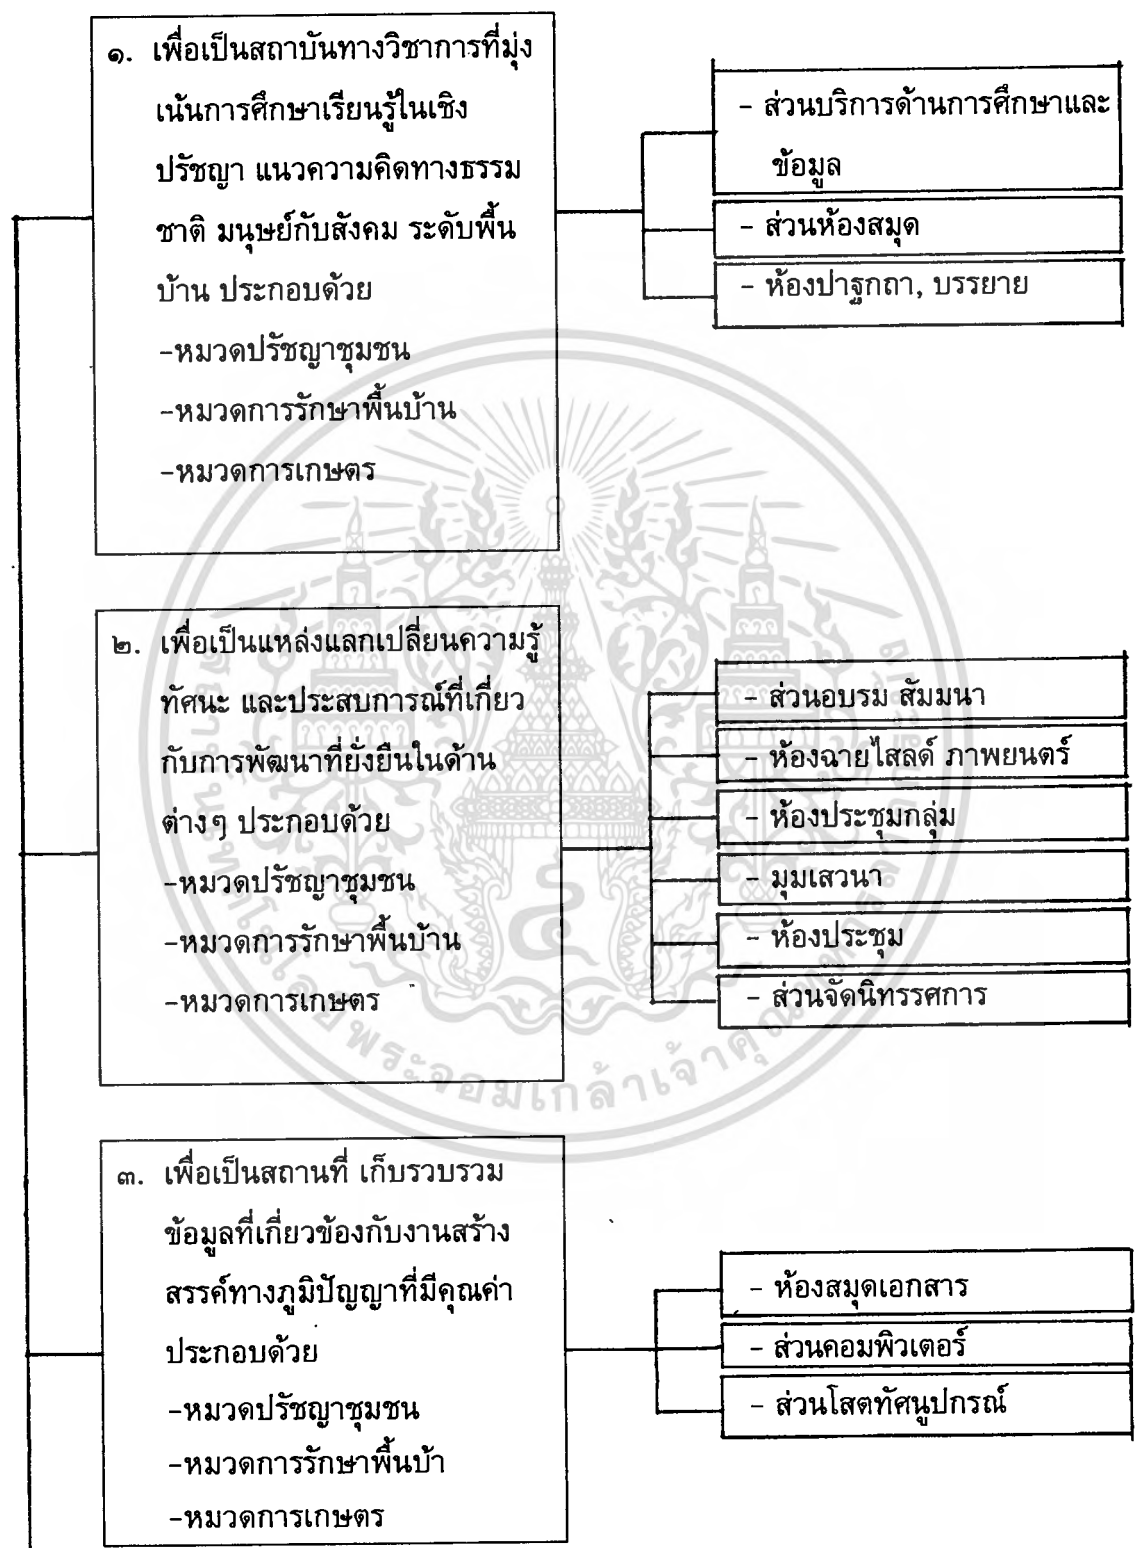 ๑. เพื่อเป็นสถาบันทางวิชาการที่มุ่ง
เน้นการศึกษาเรียนรู้ในเชิง
ปรัชญา แนวความคิดทางธรรม
ชาติ มนุษย์กับสังคม ระดับพื้น
บ้าน ประกอบด้วย
-หมวดปรัชญาชุมชน
-หมวดการรักษาพื้นบ้าน
-หมวดการเกษตร
- ส่วนบริการด้านการศึกษาและ
ข้อมูล
- ส่วนห้องสมุด
- ห้องปาฐกถา, บรรยาย
๒. เพื่อเป็นแหล่งแลกเปลี่ยนความรู้
ทัศนะ และประสบการณ์ที่เกี่ยว
กับการพัฒนาที่ยั่งยืนในด้าน
ต่างๆ ประกอบด้วย
-หมวดปรัชญาชุมชน
-หมวดการรักษาพื้นบ้าน
-หมวดการเกษตร
- ส่วนอบรม สัมมนา
- ห้องฉายไสลด์ ภาพยนตร์
- ห้องประชุมกลุ่ม
- มุมเสวนา
- ห้องประชุม
- ส่วนจัดนิทรรศการ
๓. เพื่อเป็นสถานที่ เก็บรวบรวม
ข้อมูลที่เกี่ยวข้องกับงานสร้าง
สรรค์ทางภูมิปัญญาที่มีคุณค่า
ประกอบด้วย
-หมวดปรัชญาชุมชน
-หมวดการรักษาพื้นบ้า
-หมวดการเกษตร
- ห้องสมุดเอกสาร
- ส่วนคอมพิวเตอร์
- ส่วนโสตทัศนูปกรณ์